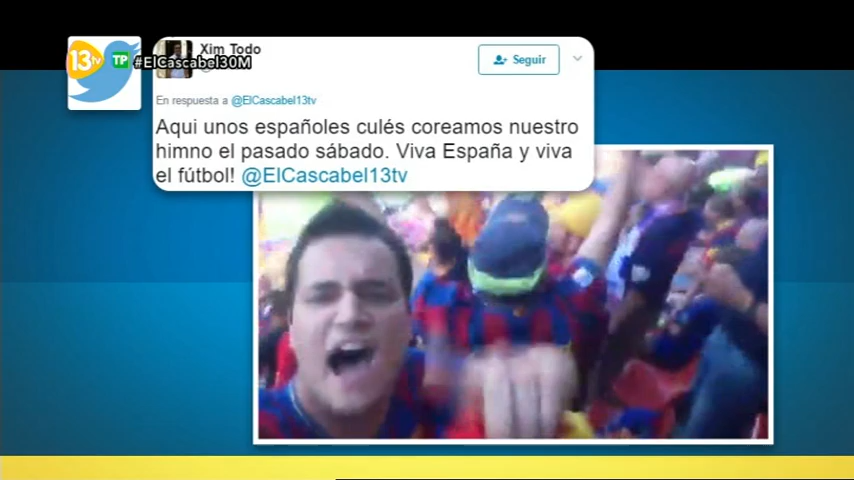 Xim Todo
13tv
TP
#ElCascabel30M
@
Seguir
En respuesta a @ElCascabel13tv
Aqui unos españoles culés coreamos nuestro
himno el pasado sábado. Viva España y viva
el fútbol! @ElCascabel13tv